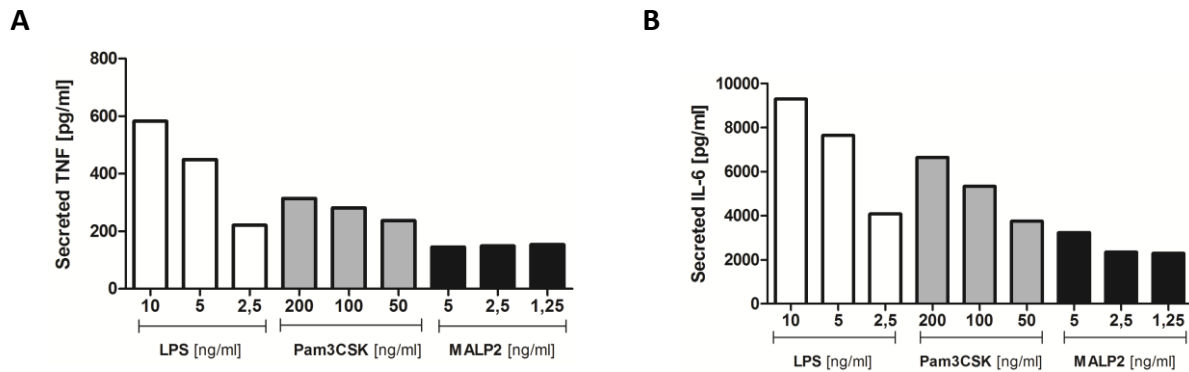 A
Secreted TNF [pg/ml]
800
600
400
200
0
10 5 2,5 200 100 50 5 2,5 1,25
LPS [ng/ml] Pam3CSK [ng/ml] MALP2 [ng/ml]
B
Secreted IL-6 [pg/ml]
10000
8000
6000
4000
2000
0
10 5 2,5 200 100 50 5 2,5 1,25
LPS [ng/ml] Pam3CSK [ng/ml] MALP2 [ng/ml]